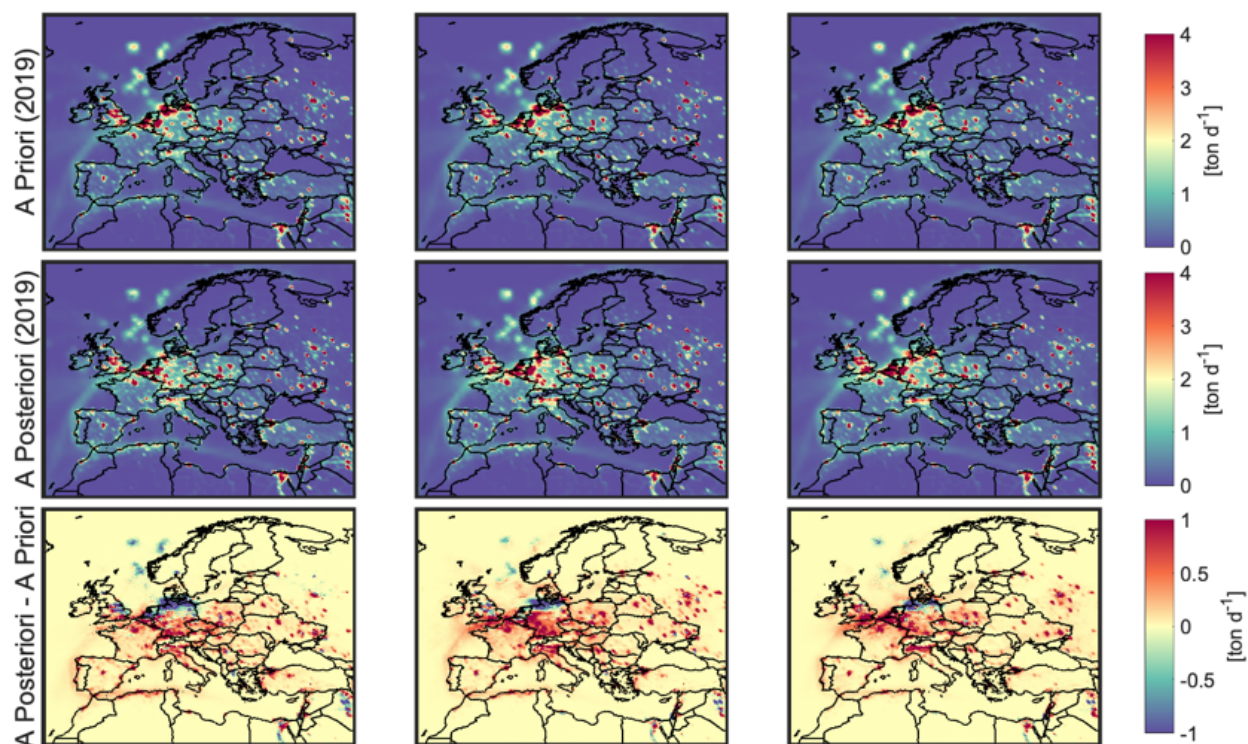 A Priori (2019)
4
3
2
1
0
[ton d⁻¹]
A Posteriori (2019)
4
3
2
1
0
[ton d⁻¹]
A Posteriori - A Priori
1
0.5
0
-0.5
-1
[ton d⁻¹]